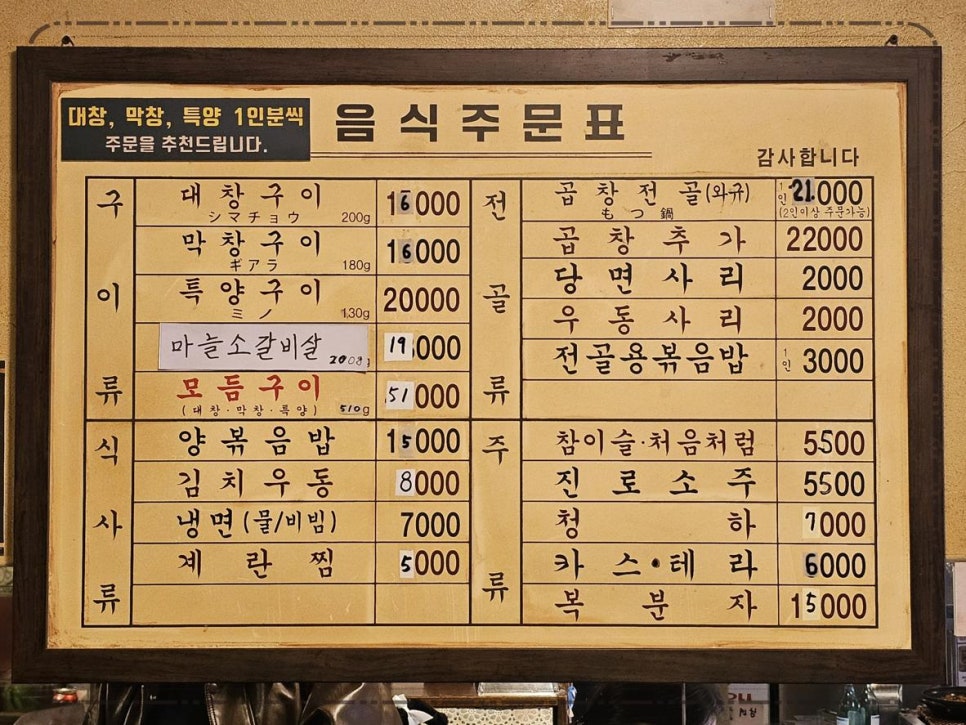 대창, 막창, 특양 1인분씩
주문을 추천드립니다.
음식주문표
감사합니다
구이류
대창구이 16000
シマチョウ 200g
막창구이 16000
ギアラ 180g
특양구이 20000
ミノ 130g
마늘소갈비살 200g 19000
모듬구이 51000
(대창·막창·특양) 510g
식사류
양볶음밥 15000
김치우동 8000
냉면(물/비빔) 7000
계란찜 5000
전골류
곱창전골(와규) 1인 21.000
もつ鍋 (2인이상 주문가능)
곱창추가 22000
당면사리 2000
우동사리 2000
전골용볶음밥 1인 3000
주류
참이슬·처음처럼 5500
진로소주 5500
청하 7000
카스·테라 6000
복분자 15000